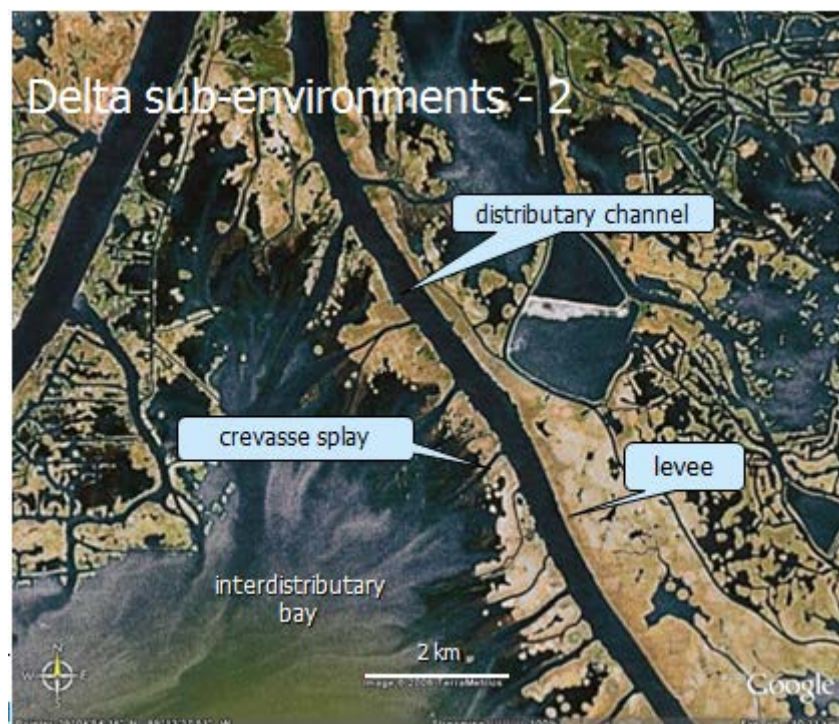 Delta sub-environments - 2
distributary channel
crevasse splay
levee
interdistributary
bay
2 km
N
W
E
S
Google